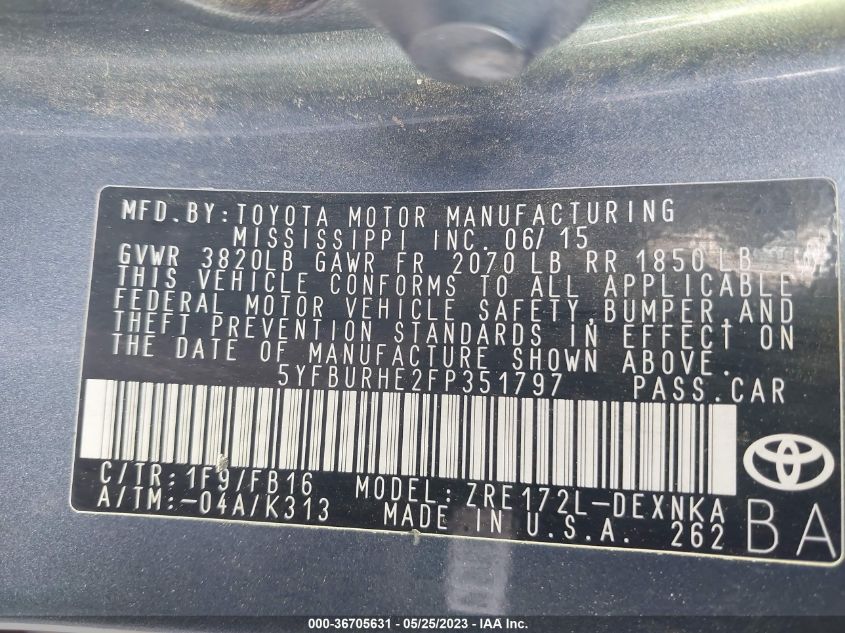 MFD.BY:TOYOTA MOTOR MANUFACTURING
MISSISSIPPI INC. 06/15
GVWR 3820LB GAWR FR 2070 LB RR 1850 LB
THIS VEHICLE CONFORMS TO ALL APPLICABLE
FEDERAL MOTOR VEHICLE SAFETY,BUMPER,AND
THEFT PREVENTION STANDARDS IN EFFECT ON
THE DATE OF MANUFACTURE SHOWN ABOVE.
5YFBURHE2FP351797 PASS.CAR
C/TR:1F9/FB16 MODEL:ZRE172L-DEXNKA
A/TM:-04A/K313 MADE IN U.S.A. 262 BA
000-36705631 - 05/25/2023 - IAA Inc.